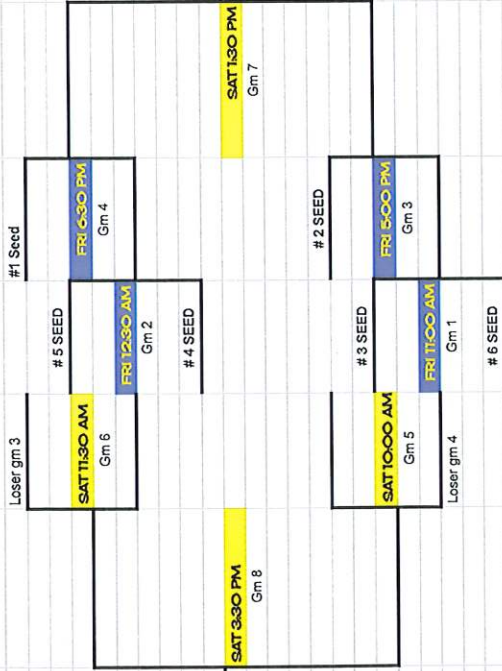 #1 Seed
FRI 6:30 PM
Gm 4
# 5 SEED
FRI 12:30 AM
Gm 2
# 4 SEED
Loser gm 3
SAT 11:30 AM
Gm 6
SAT 1:30 PM
Gm 7
SAT 3:30 PM
Gm 8
# 2 SEED
FRI 5:00 PM
Gm 3
# 3 SEED
FRI 11:00 AM
Gm 1
# 6 SEED
SAT 10:00 AM
Gm 5
Loser gm 4